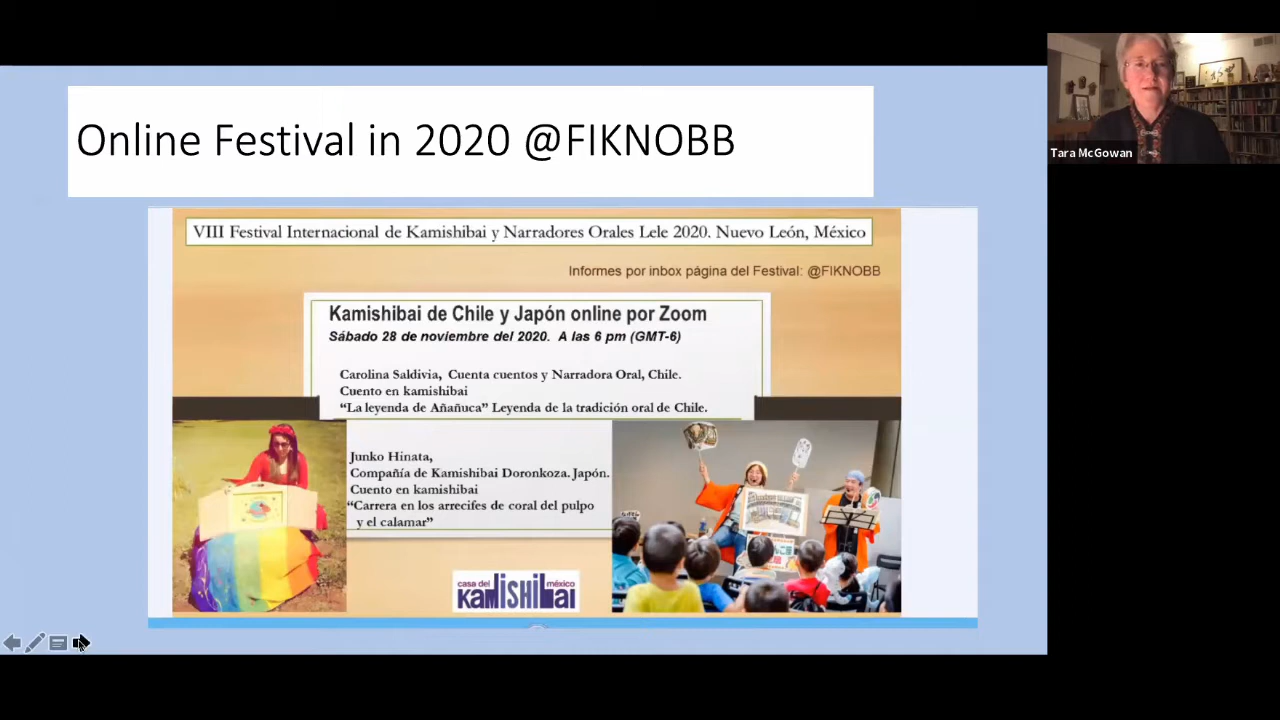 Online Festival in 2020 @FIKNOBB
Tara McGowan
VIII Festival Internacional de Kamishibai y Narradores Orales Lele 2020. Nuevo León, México
Informes por inbox página del Festival: @FIKNOBB
Kamishibai de Chile y Japón online por Zoom
Sábado 28 de noviembre del 2020. A las 6 pm (GMT-6)
Carolina Saldivia, Cuenta cuentos y Narradora Oral, Chile.
Cuento en kamishibai
“La leyenda de Añañuca” Leyenda de la tradición oral de Chile.
Junko Hinata,
Compañía de Kamishibai Doronkoza. Japón.
Cuento en kamishibai
“Carrera en los arrecifes de coral del pulpo
y el calamar”
casa del kamishibai méxico